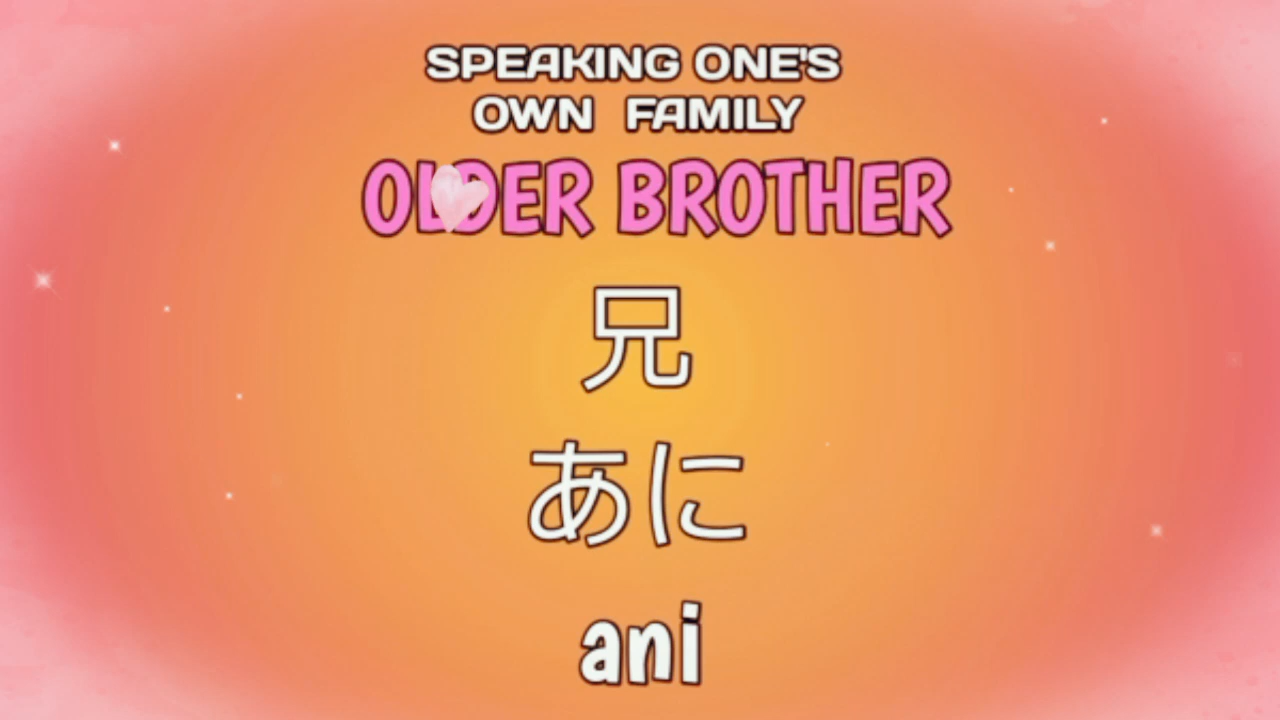 SPEAKING ONE'S
OWN FAMILY
OLDER BROTHER
兄
あに
ani